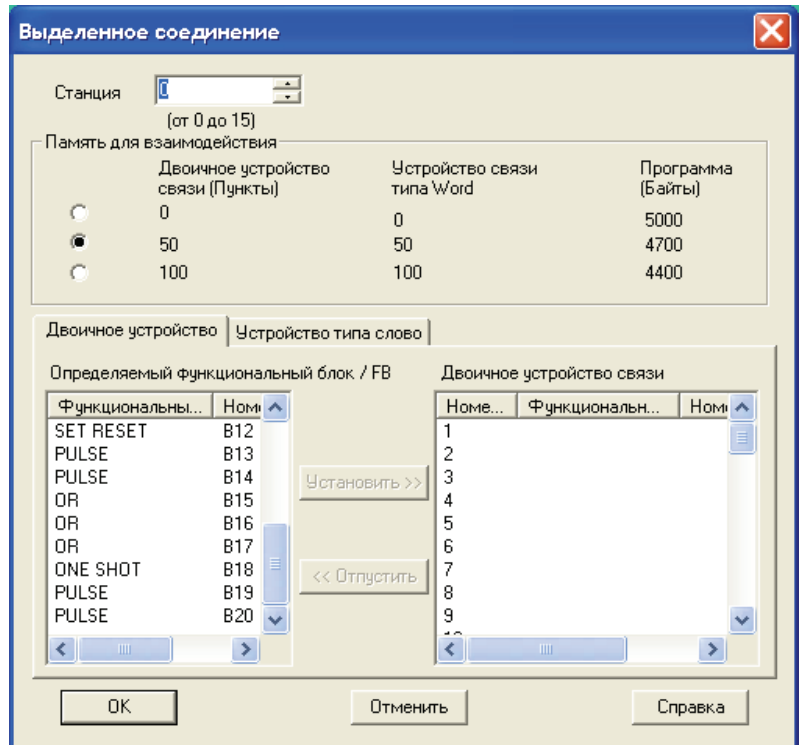 Выделенное соединение
Станция 0
(от 0 до 15)
Память для взаимодействия
Двоичное устройство связи (Пункты) Устройство связи типа Word Программа (Байты)
0 0 5000
50 50 4700
100 100 4400
Двоичное устройство Устройство типа слово
Определяемый функциональный блок / FB Двоичное устройство связи
Функциональны... Ном Номе... Функциональн... Ном
SET RESET B12 1
PULSE B13 2
PULSE B14 3
Установить >>
OR B15 4
OR B16 5
OR B17 6
ONE SHOT B18 7
<< Отпустить
PULSE B19 8
PULSE B20 9
10
OK Отменить Справка